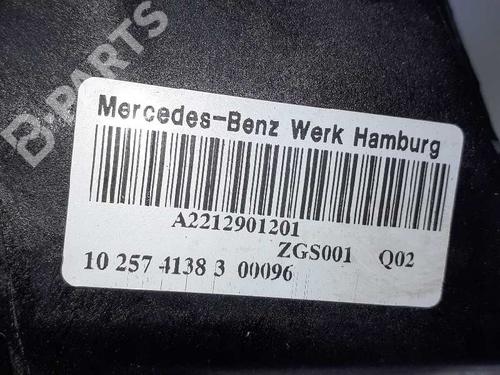 B-PARTS
Mercedes-Benz Werk Hamburg
A2212901201
ZGS001 Q02
10 257 4138 3 00096